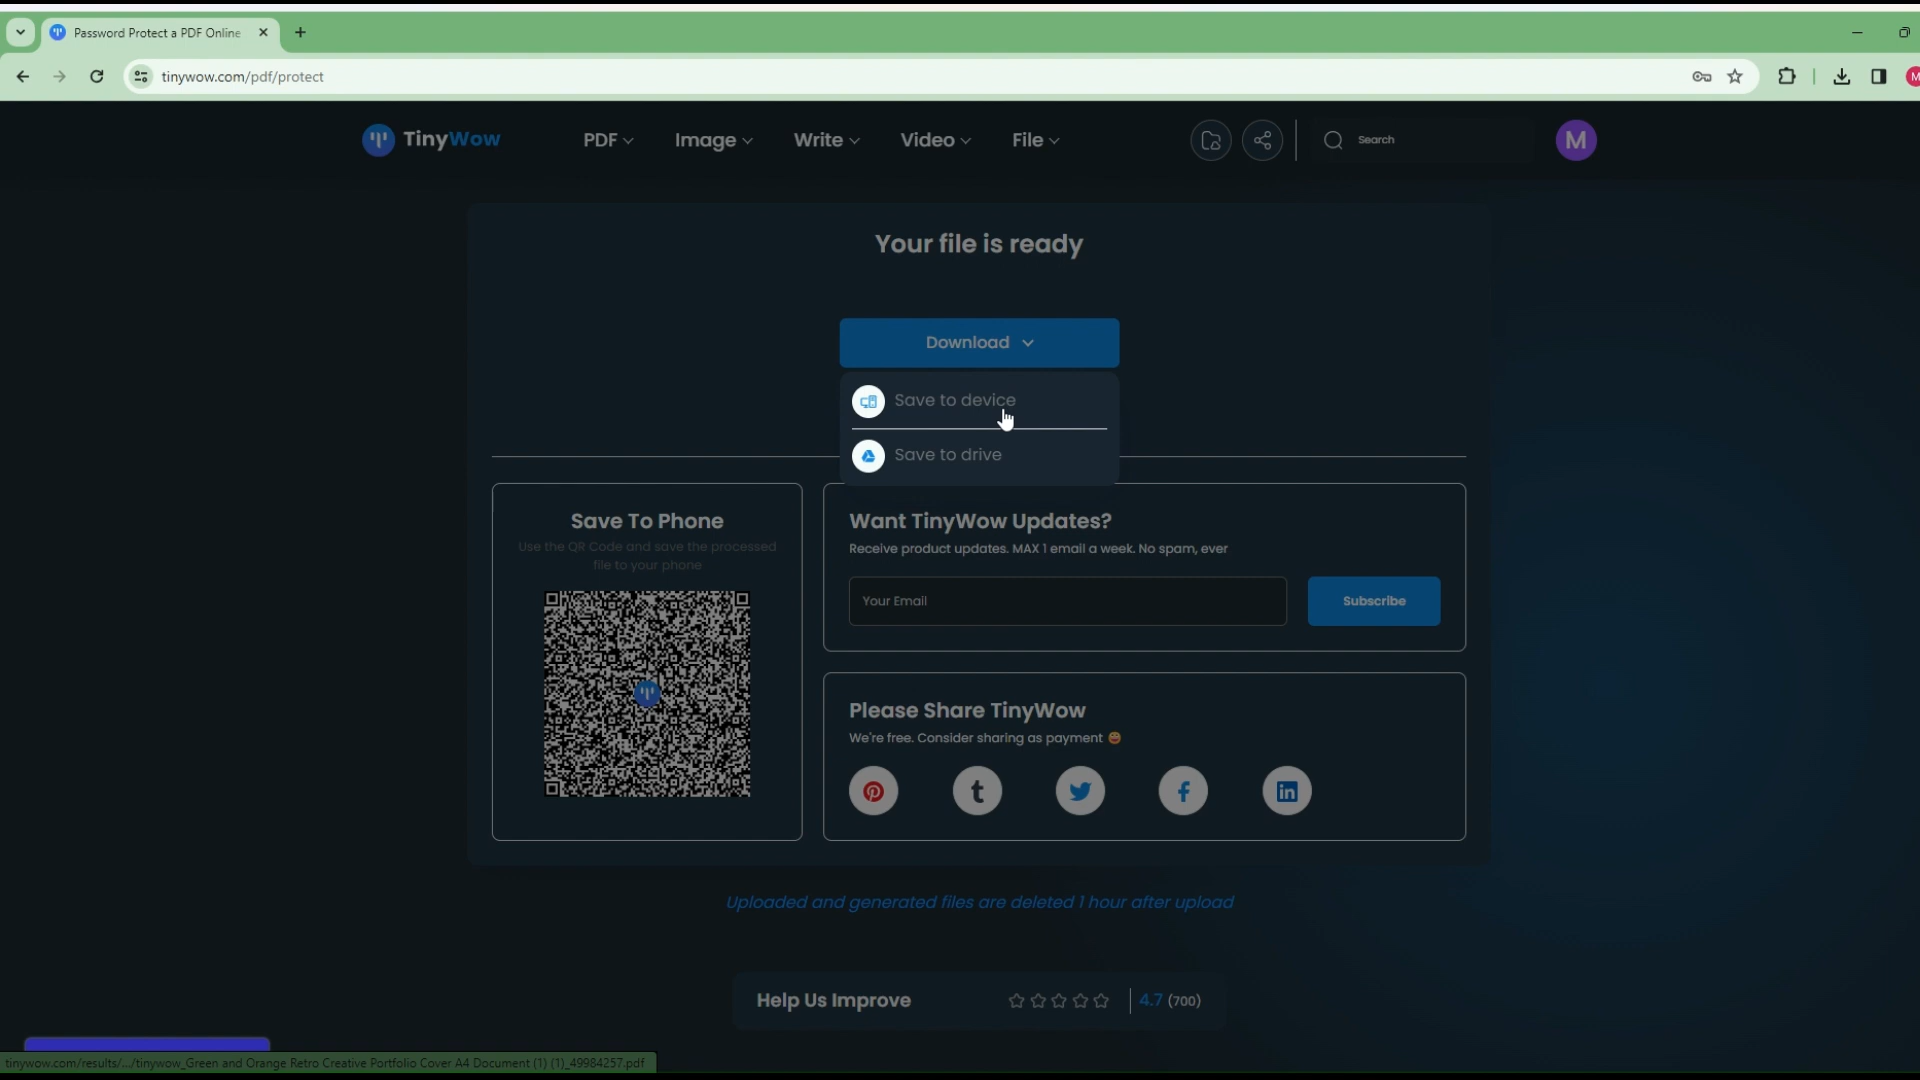 Password Protect a PDF Online
tinywow.com/pdf/protect
M
TinyWow
PDF
Image
Write
Video
File
Search
M
Your file is ready
Download
Save to device
Save to drive
Save To Phone
Use the QR Code and save the processed
file to your phone
Want TinyWow Updates?
Receive product updates. MAX 1 email a week. No spam, ever
Your Email
Subscribe
Please Share TinyWow
We're free. Consider sharing as payment 😄
Uploaded and generated files are deleted 1 hour after upload
Help Us Improve
4.7 (700)
tinywow.com/results/.../tinywow_Green and Orange Retro Creative Portfolio Cover A4 Document (1) (1)_49984257.pdf